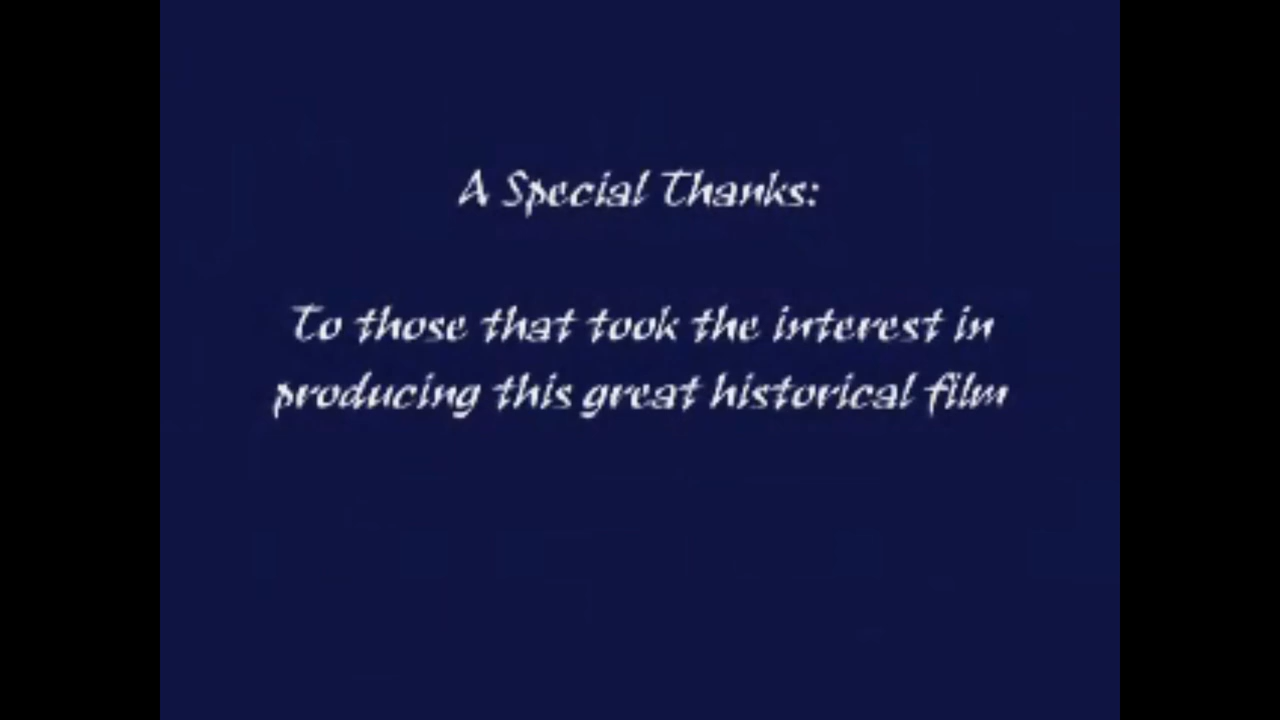 A Special Thanks:
To those that took the interest in
producing this great historical film